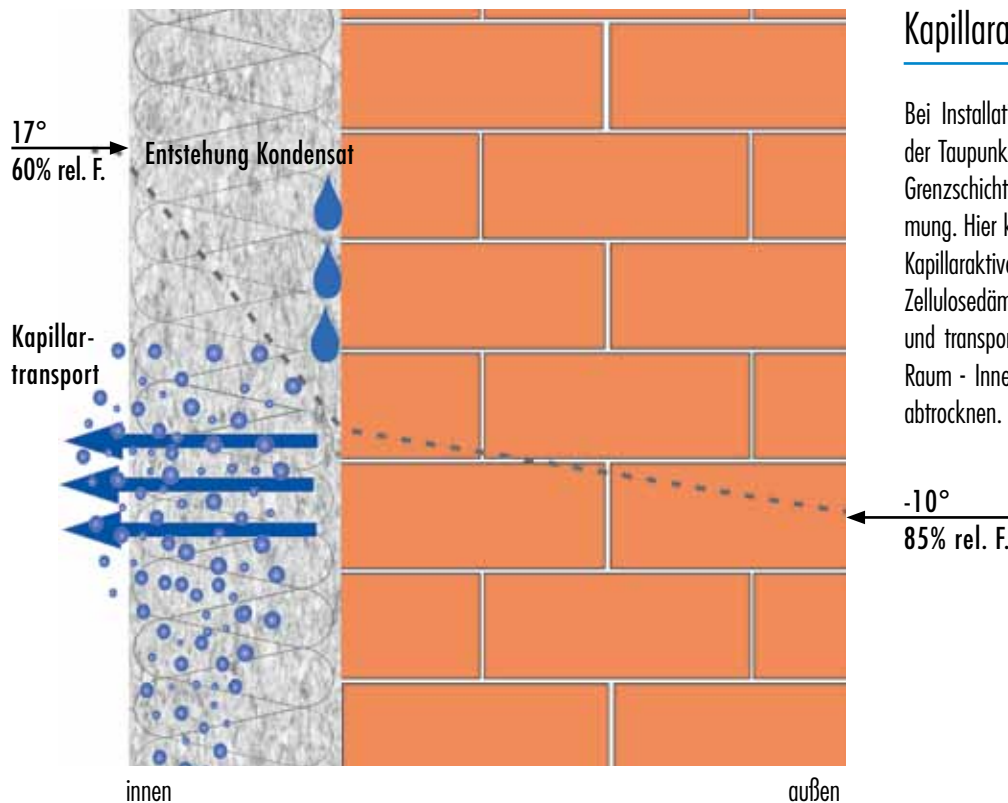 17°
60% rel. F.
Entstehung Kondensat
Kapillar-
transport
innen
außen
Kapillara
Bei Installat
der Taupunk
Grenzschicht
mung. Hier k
Kapillaraktiv
Zellulosedäm
und transpor
Raum - Inne
abtrocknen.
-10°
85% rel. F.